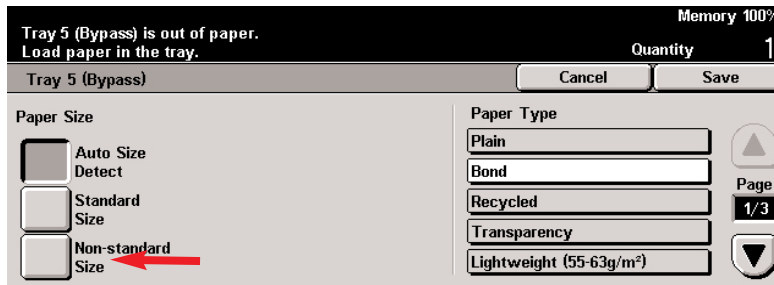 Memory 100%
Tray 5 (Bypass) is out of paper.
Load paper in the tray.
Quantity 1
Tray 5 (Bypass)
Cancel
Save
Paper Size
Auto Size
Detect
Standard
Size
Non-standard
Size
Paper Type
Plain
Bond
Recycled
Transparency
Lightweight (55-63g/m²)
Page
1/3